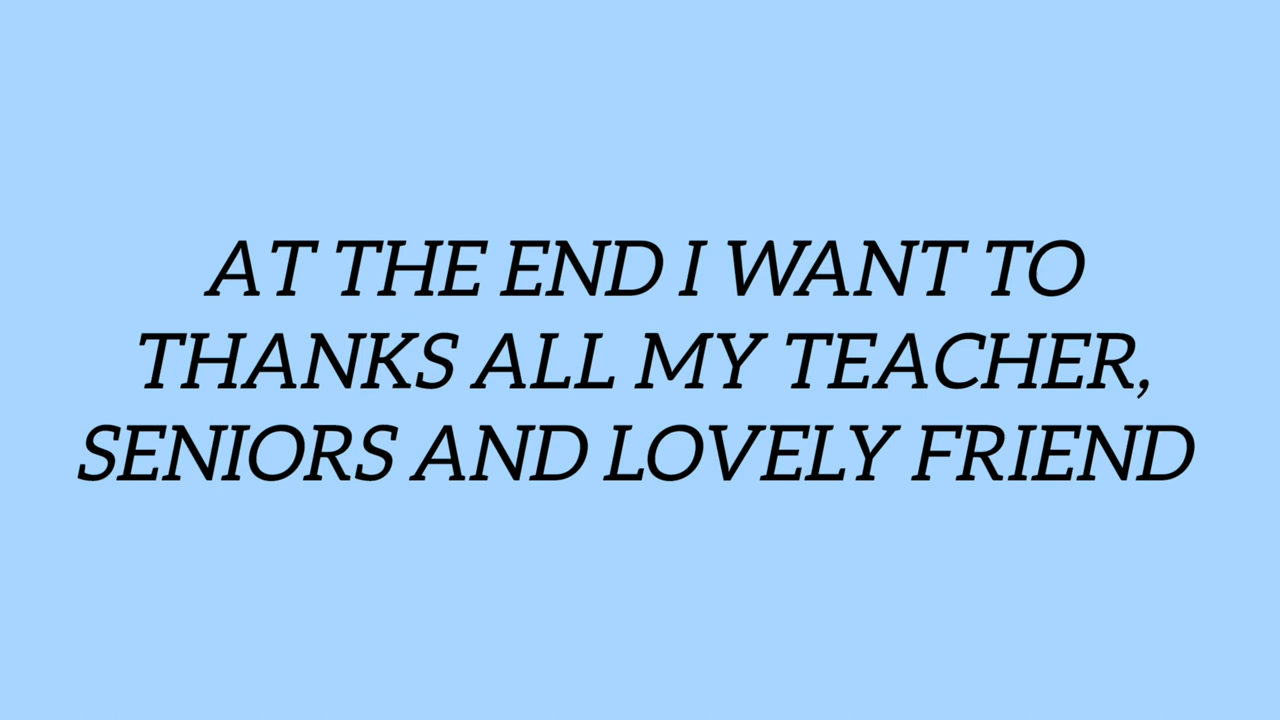 AT THE END I WANT TO
THANKS ALL MY TEACHER,
SENIORS AND LOVELY FRIEND